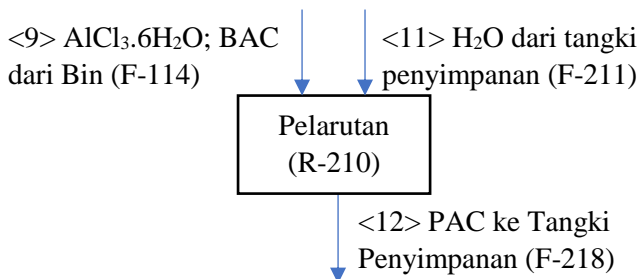 <9> AlCl₃.6H₂O; BAC
dari Bin (F-114)
<11> H₂O dari tangki
penyimpanan (F-211)
Pelarutan
(R-210)
<12> PAC ke Tangki
Penyimpanan (F-218)